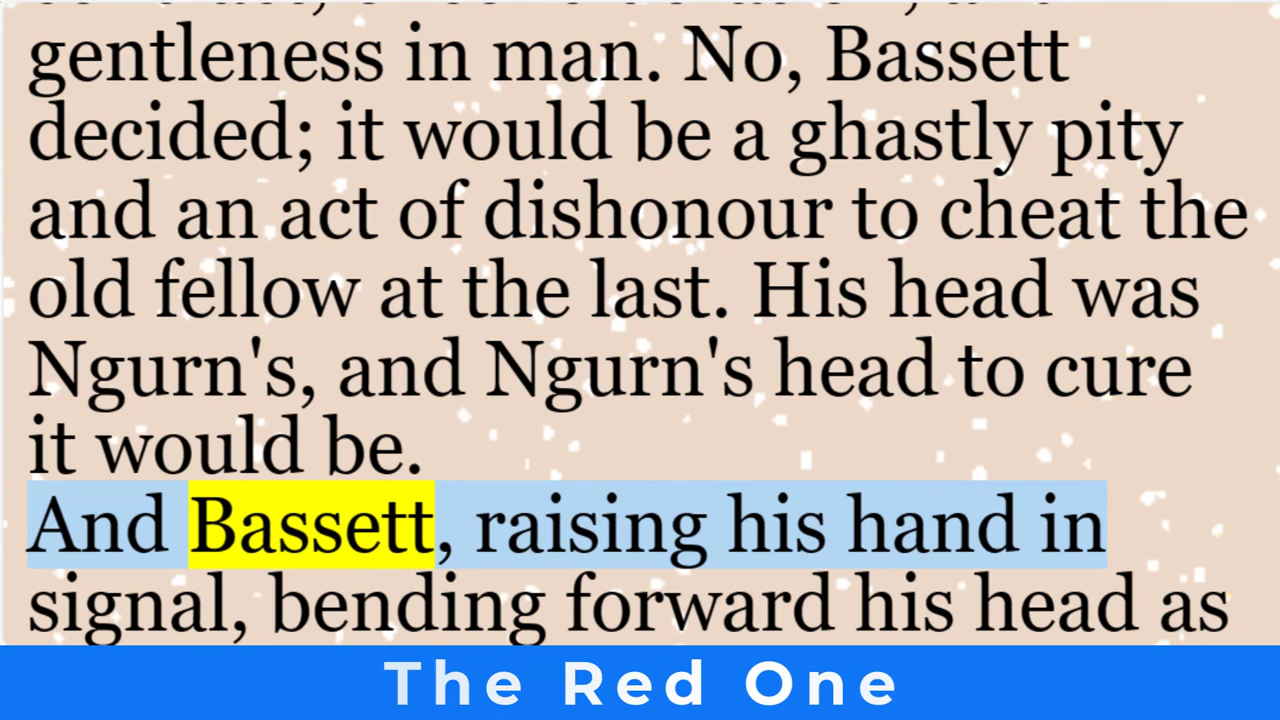 gentleness in man. No, Bassett
decided; it would be a ghastly pity
and an act of dishonour to cheat the
old fellow at the last. His head was
Ngurn's, and Ngurn's head to cure
it would be.
And Bassett, raising his hand in
signal, bending forward his head as
The Red One